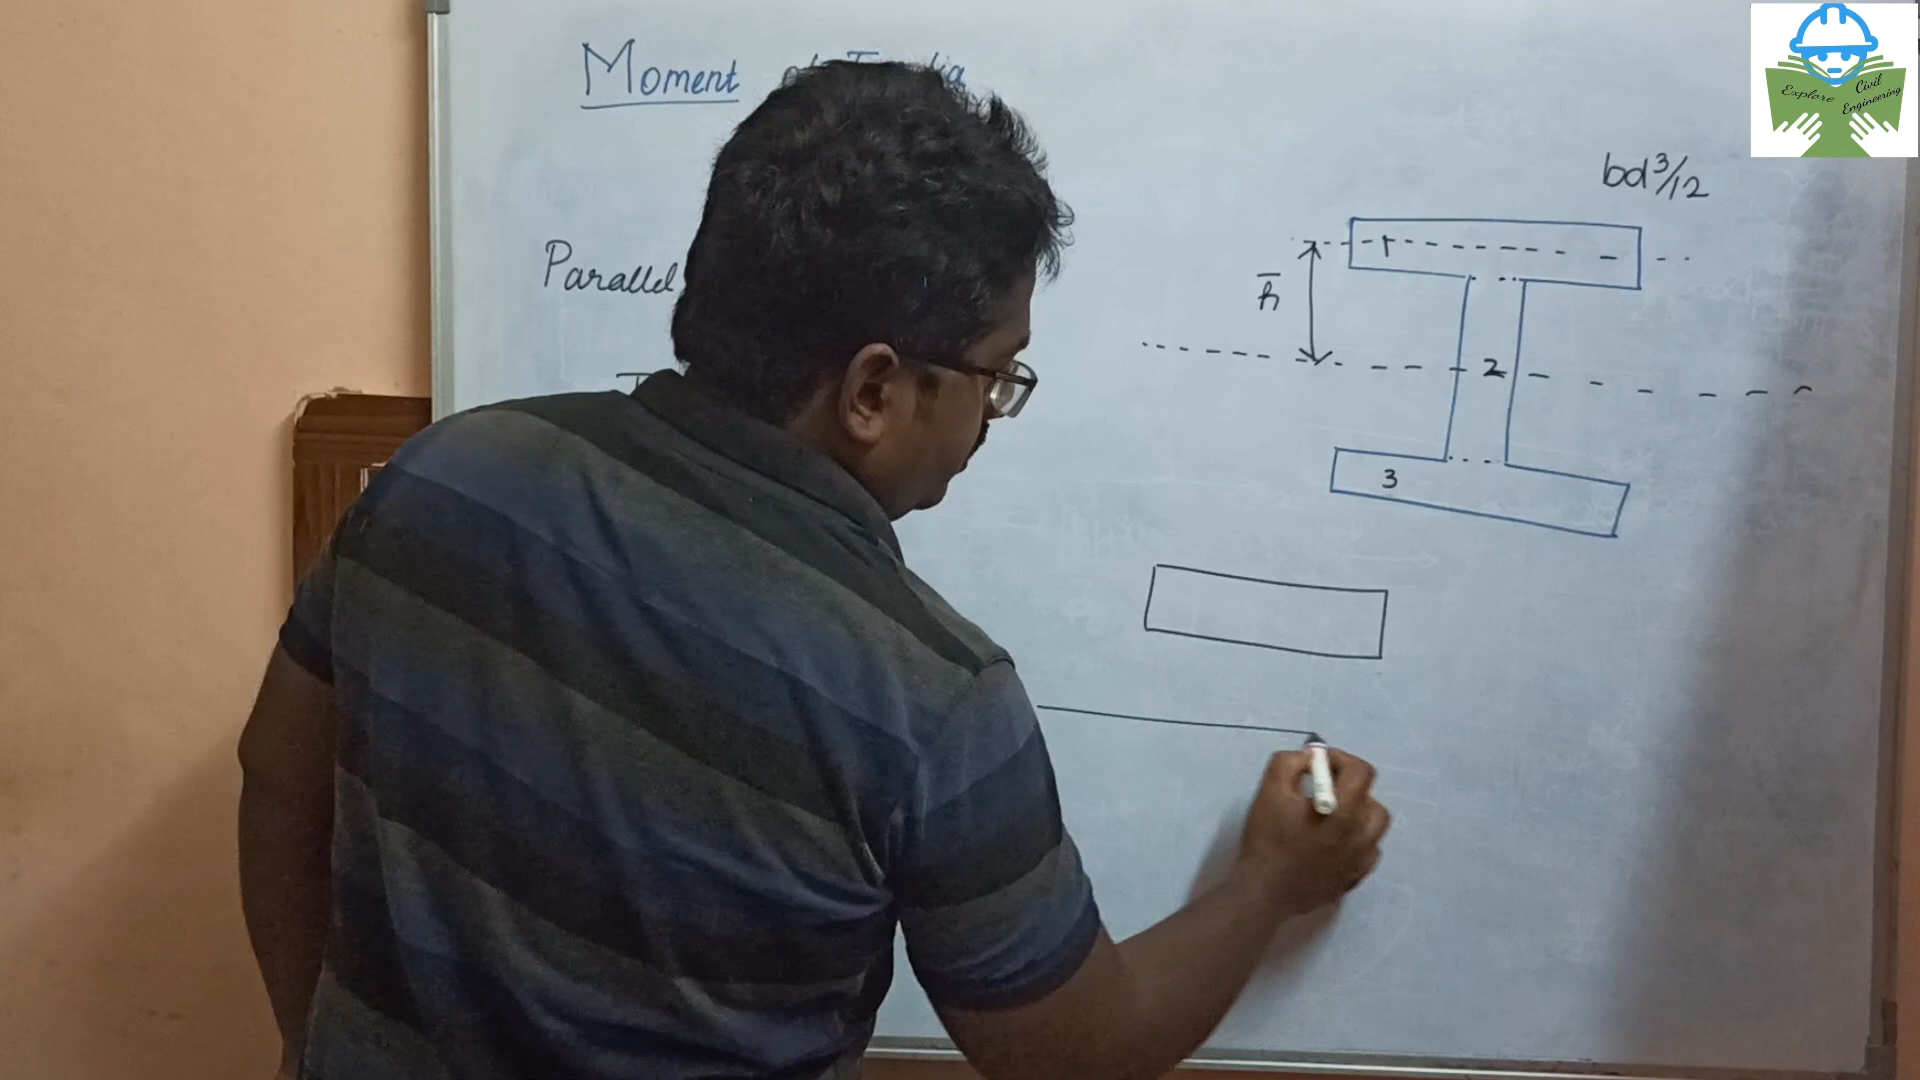 Moment
Parallel
bd³/12
1
h̄
2
3
Explore Civil
Engineering